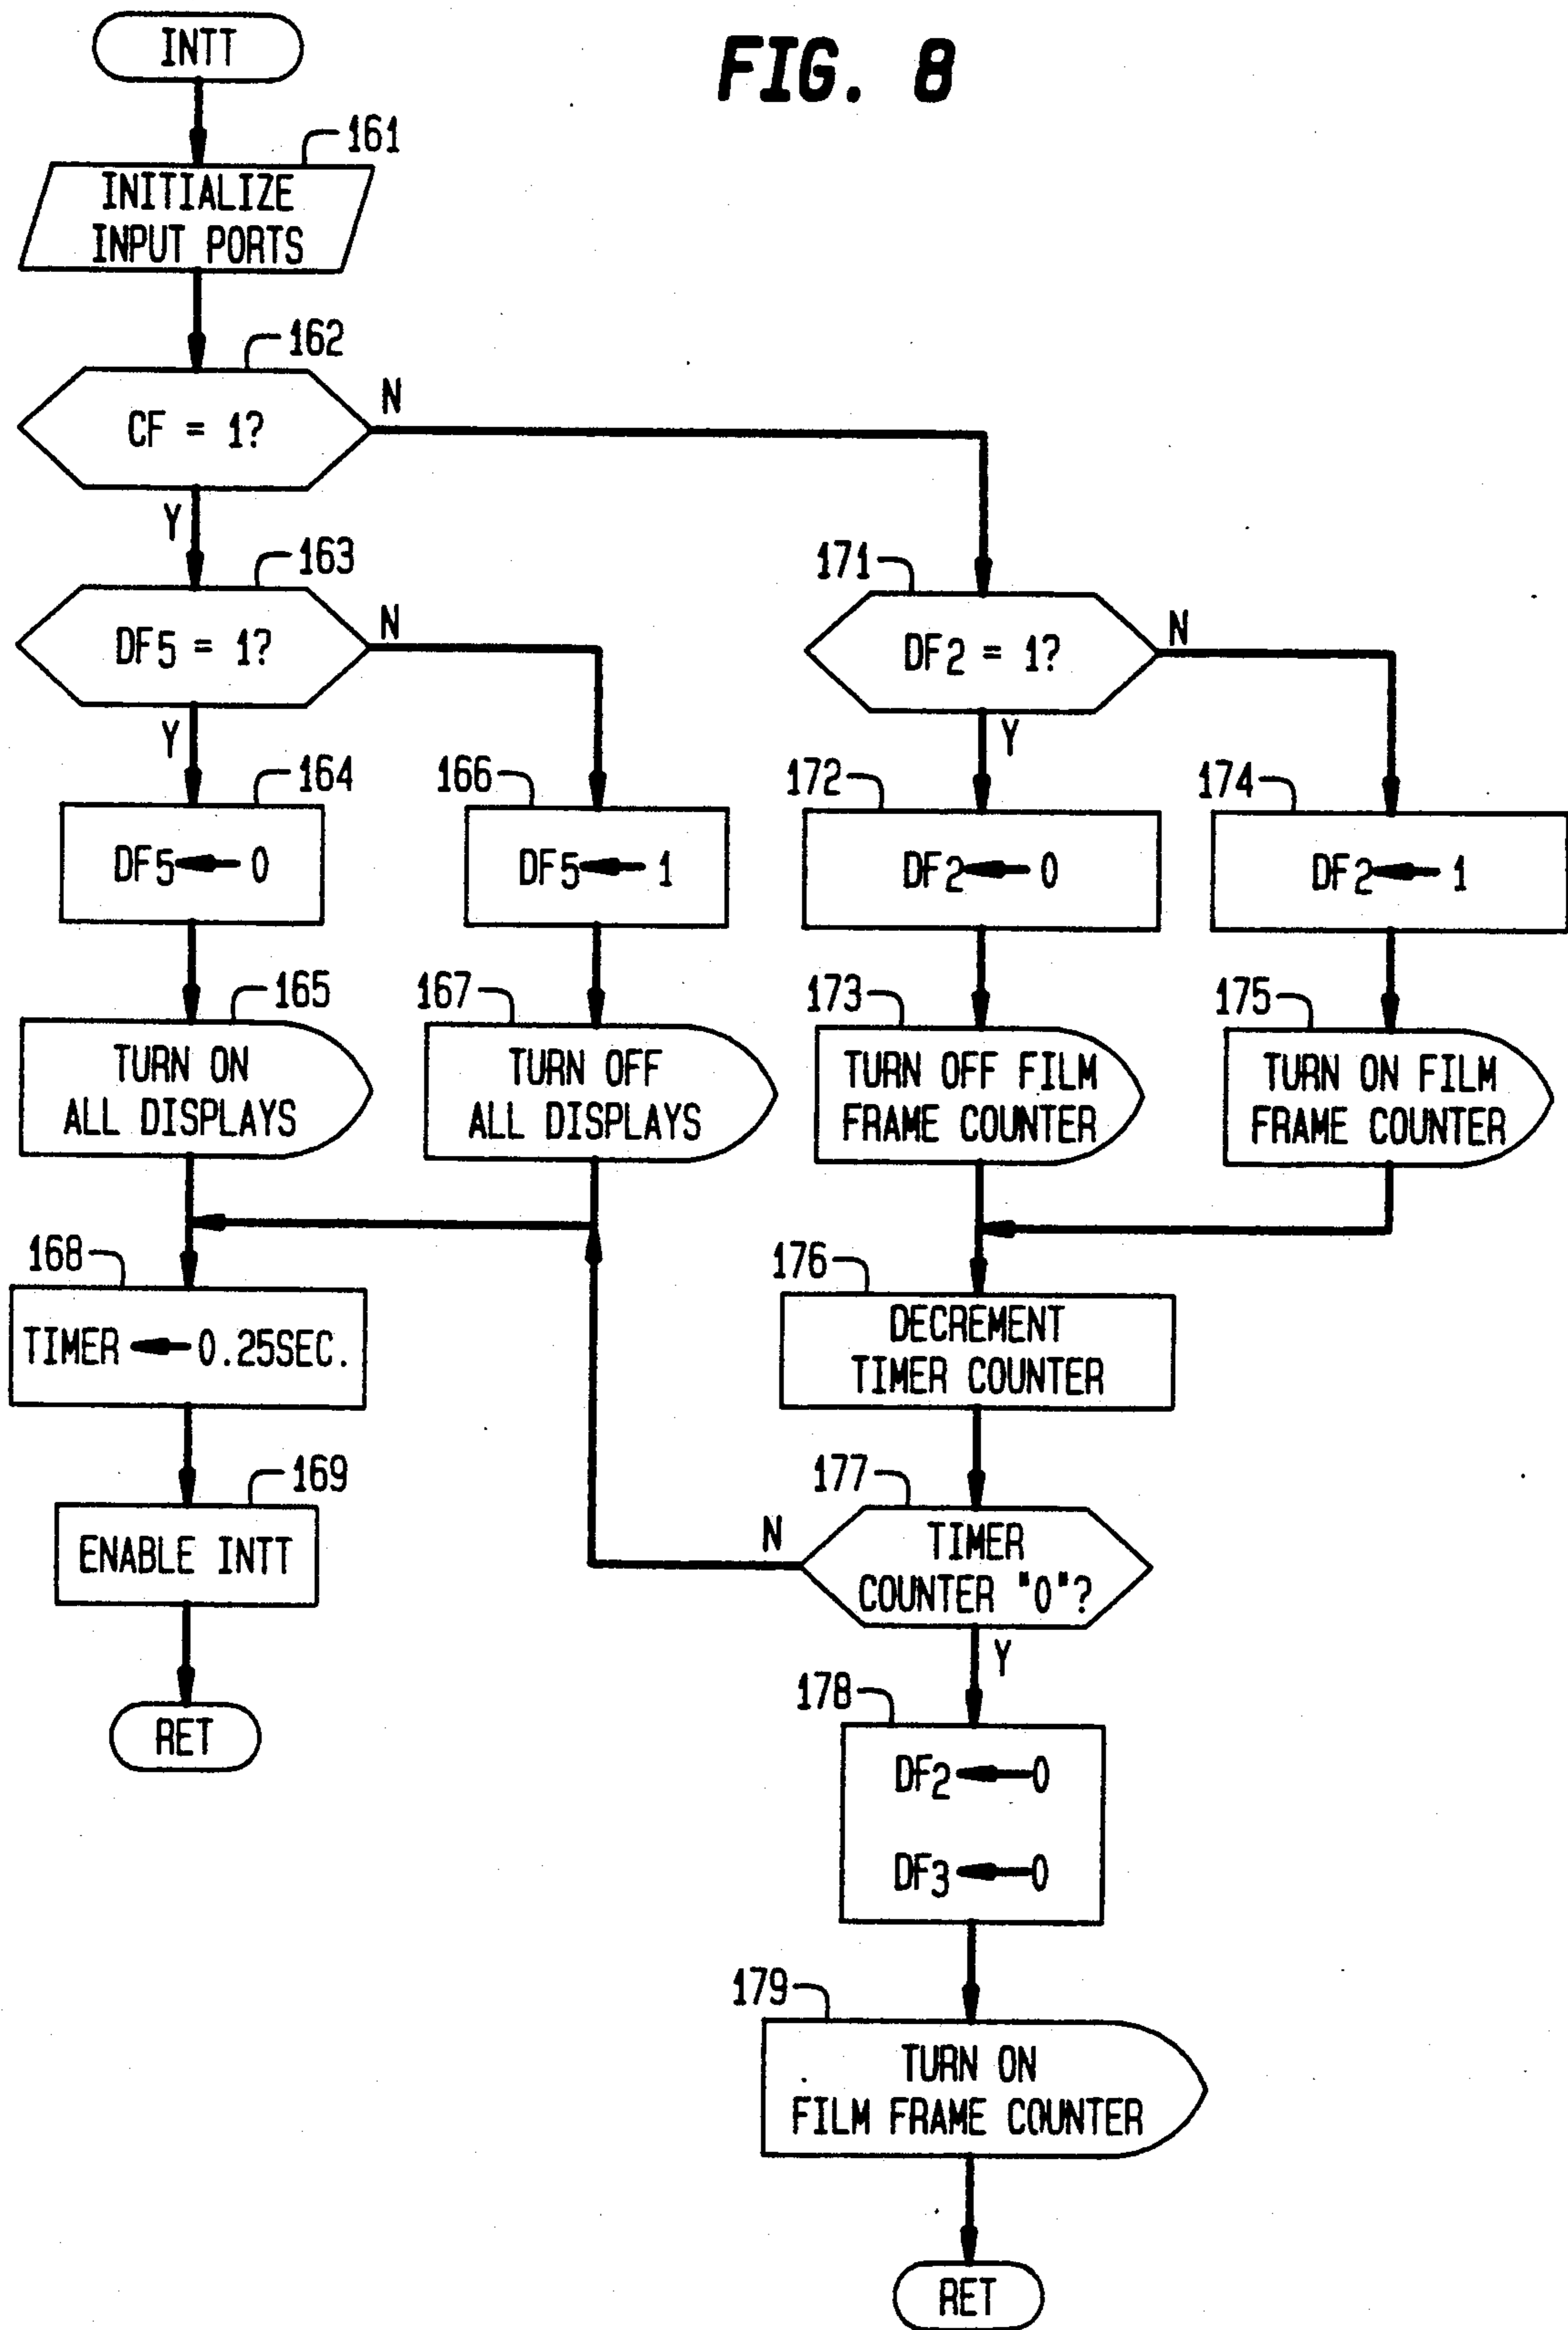 FIG. 8
INTT
161
INITIALIZE
INPUT PORTS
162
CF = 1?
N
Y
163
DF5 = 1?
N
Y
171
DF2 = 1?
N
Y
164
DF5 ← 0
166
DF5 ← 1
172
DF2 ← 0
174
DF2 ← 1
165
TURN ON
ALL DISPLAYS
167
TURN OFF
ALL DISPLAYS
173
TURN OFF FILM
FRAME COUNTER
175
TURN ON FILM
FRAME COUNTER
168
TIMER ← 0.25SEC.
169
ENABLE INTT
RET
176
DECREMENT
TIMER COUNTER
177
TIMER
COUNTER "0"?
N
Y
178
DF2 ← 0
DF3 ← 0
179
TURN ON
FILM FRAME COUNTER
RET